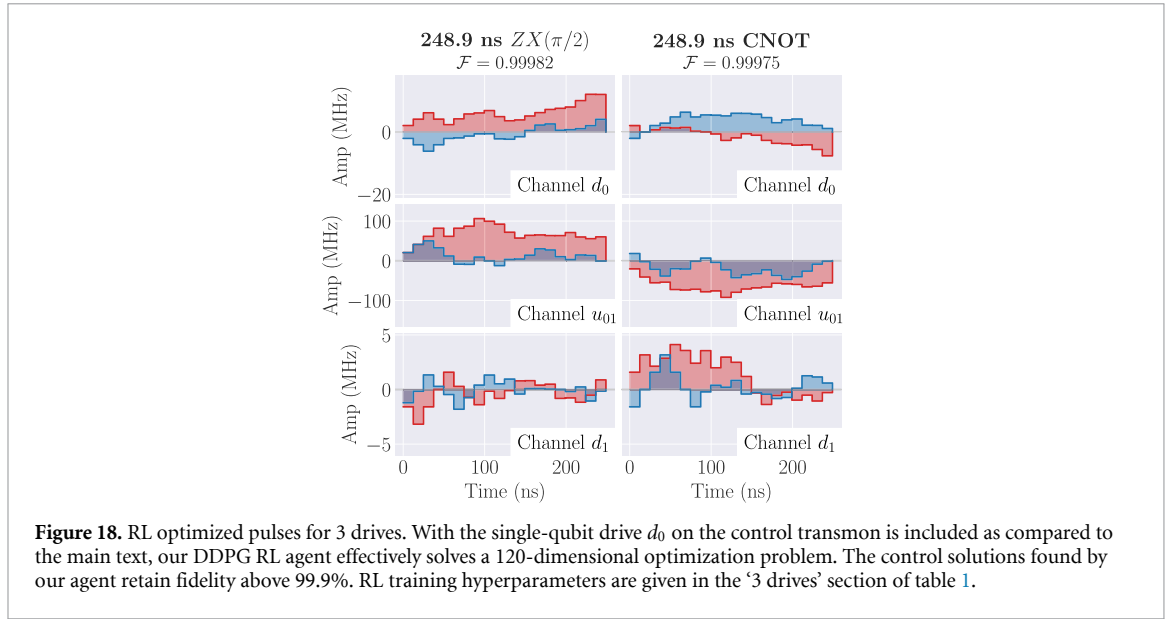 248.9 ns ZX(π/2)
F = 0.99982
248.9 ns CNOT
F = 0.99975
Amp (MHz)
0
−20
Channel d0
Channel d0
Amp (MHz)
100
0
−100
Channel u01
Channel u01
Amp (MHz)
5
0
−5
Channel d1
Channel d1
0
100
200
0
100
200
Time (ns)
Time (ns)
Figure 18. RL optimized pulses for 3 drives. With the single-qubit drive d0 on the control transmon is included as compared to
the main text, our DDPG RL agent effectively solves a 120-dimensional optimization problem. The control solutions found by
our agent retain fidelity above 99.9%. RL training hyperparameters are given in the ‘3 drives’ section of table 1.